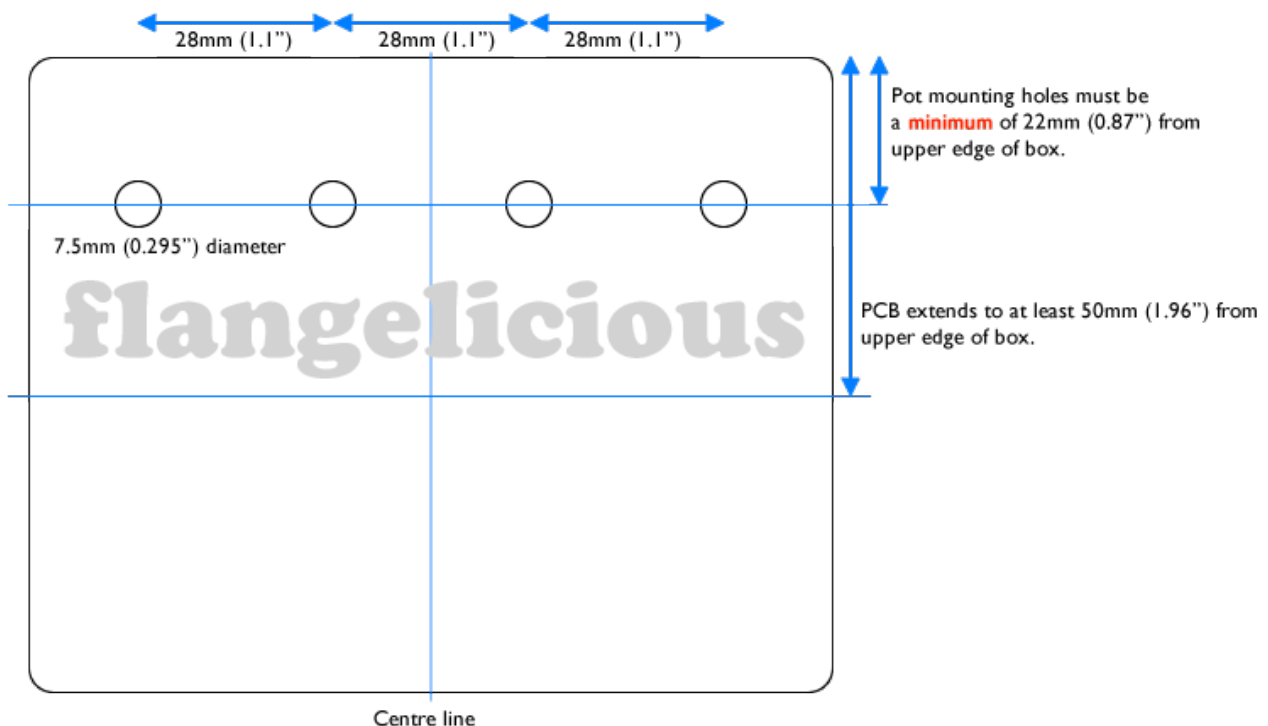 28mm (1.1”)
28mm (1.1”)
28mm (1.1”)
Pot mounting holes must be
a minimum of 22mm (0.87”) from
upper edge of box.
7.5mm (0.295”) diameter
flangelicious
PCB extends to at least 50mm (1.96”) from
upper edge of box.
Centre line